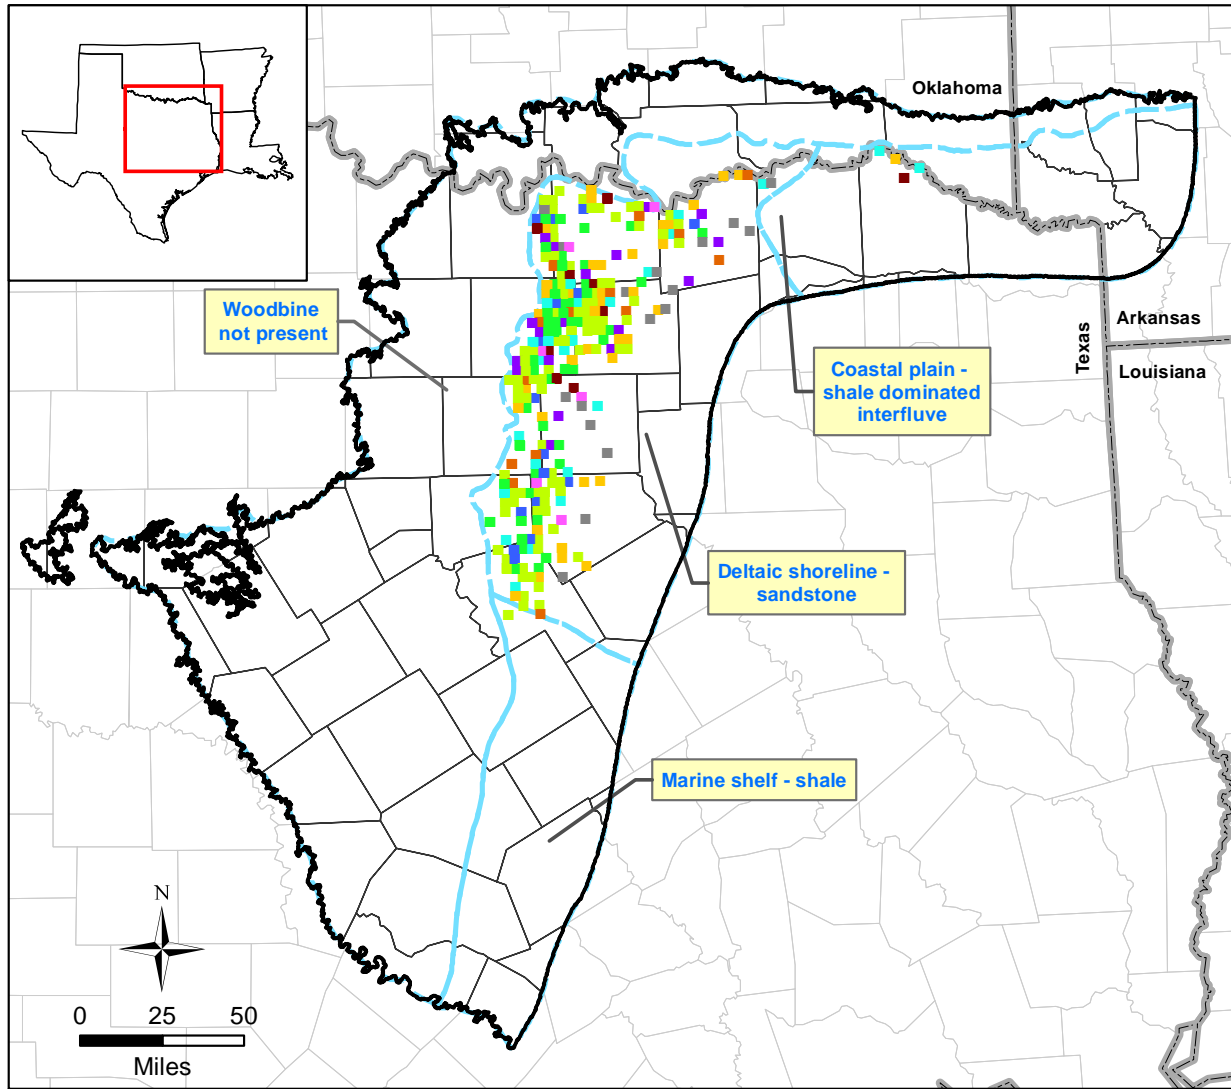 Oklahoma
Woodbine
not present
Texas
Arkansas
Louisiana
Coastal plain -
shale dominated
interfluve
Deltaic shoreline -
sandstone
Marine shelf - shale
N
0 25 50
Miles